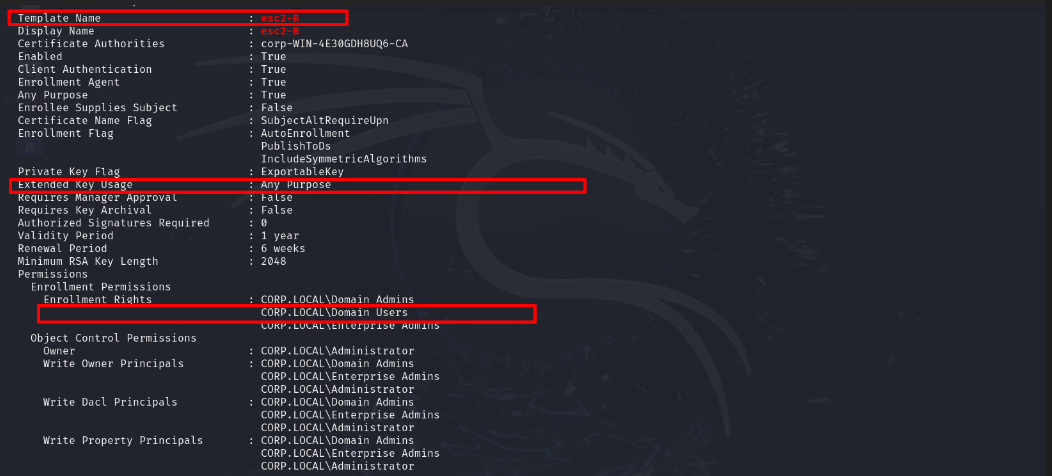 Template Name : esc2-B
Display Name : esc2-B
Certificate Authorities : corp-WIN-4E30GDH8UQ6-CA
Enabled : True
Client Authentication : True
Enrollment Agent : True
Any Purpose : True
Enrollee Supplies Subject : False
Certificate Name Flag : SubjectAltRequireUpn
Enrollment Flag : AutoEnrollment
PublishToDs
IncludeSymmetricAlgorithms
Private Key Flag : ExportableKey
Extended Key Usage : Any Purpose
Requires Manager Approval : False
Requires Key Archival : False
Authorized Signatures Required : 0
Validity Period : 1 year
Renewal Period : 6 weeks
Minimum RSA Key Length : 2048
Permissions
Enrollment Permissions
Enrollment Rights : CORP.LOCAL\Domain Admins
CORP.LOCAL\Domain Users
CORP.LOCAL\Enterprise Admins
Object Control Permissions
Owner : CORP.LOCAL\Administrator
Write Owner Principals : CORP.LOCAL\Domain Admins
CORP.LOCAL\Enterprise Admins
CORP.LOCAL\Administrator
Write Dacl Principals : CORP.LOCAL\Domain Admins
CORP.LOCAL\Enterprise Admins
CORP.LOCAL\Administrator
Write Property Principals : CORP.LOCAL\Domain Admins
CORP.LOCAL\Enterprise Admins
CORP.LOCAL\Administrator